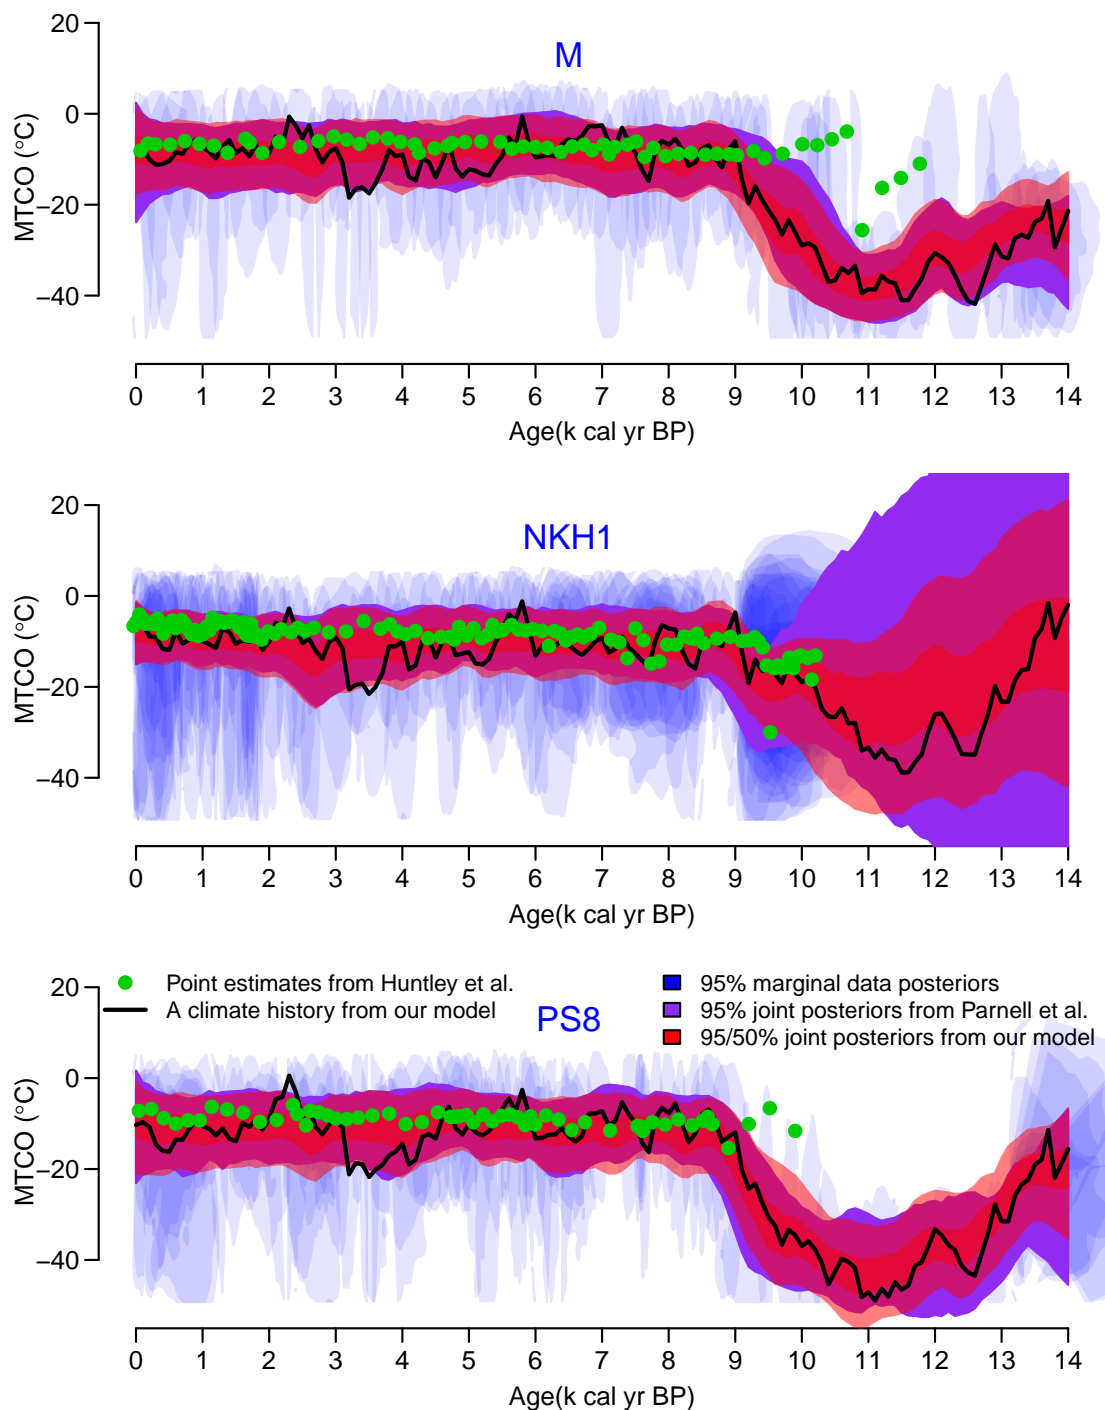 M
20
0
−20
−40
MTCO (°C)
0 1 2 3 4 5 6 7 8 9 10 11 12 13 14
Age(k cal yr BP)
NKH1
20
0
−20
−40
MTCO (°C)
0 1 2 3 4 5 6 7 8 9 10 11 12 13 14
Age(k cal yr BP)
Point estimates from Huntley et al.
A climate history from our model
PS8
95% marginal data posteriors
95% joint posteriors from Parnell et al.
95/50% joint posteriors from our model
20
0
−20
−40
MTCO (°C)
0 1 2 3 4 5 6 7 8 9 10 11 12 13 14
Age(k cal yr BP)